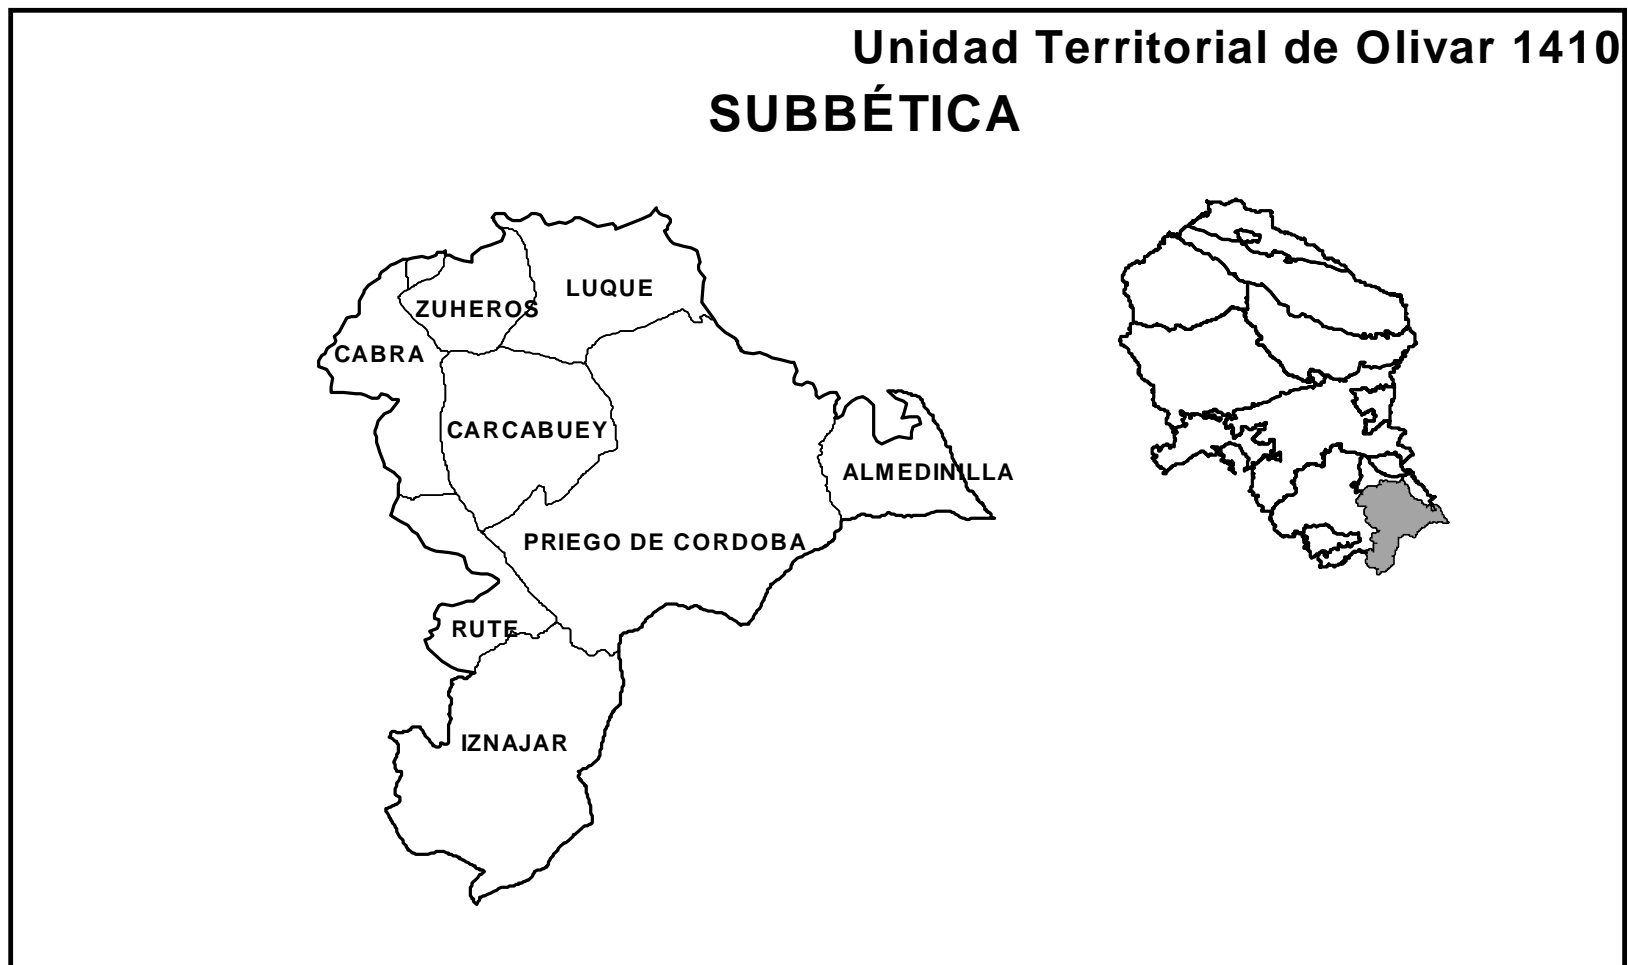 Unidad Territorial de Olivar 1410
SUBBÉTICA
LUQUE
ZUHEROS
CABRA
CARCABUEY
ALMEDINILLA
PRIEGO DE CORDOBA
RUTE
IZNAJAR